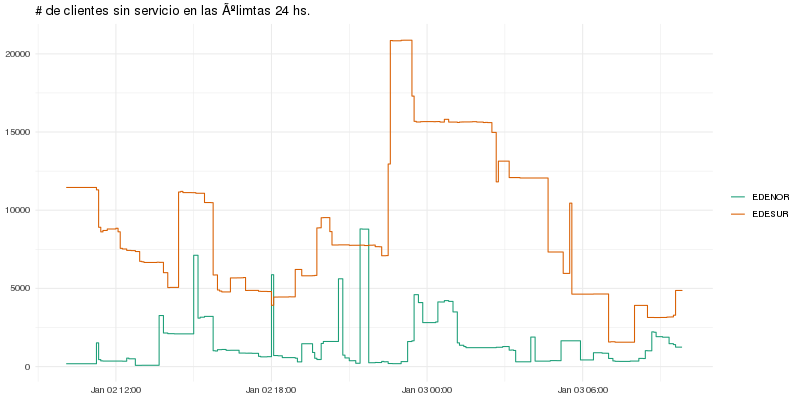 # de clientes sin servicio en las Ãºlimtas 24 hs.
20000
15000
10000
5000
0
Jan 02 12:00
Jan 02 18:00
Jan 03 00:00
Jan 03 06:00
EDENOR
EDESUR